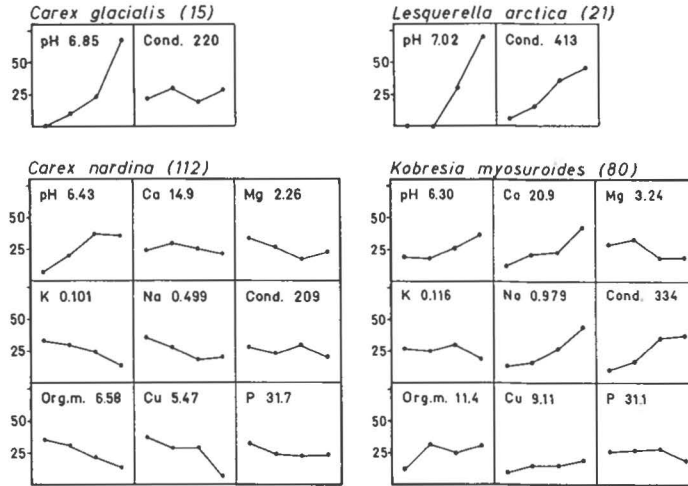 Carex glacialis (15)
pH 6.85 Cond. 220
50
25
Lesquerella arctica (21)
pH 7.02 Cond. 413
50
25
Carex nardina (112)
pH 6.43 Ca 14.9 Mg 2.26
50
25
K 0.101 Na 0.499 Cond. 209
50
25
Org.m. 6.58 Cu 5.47 P 31.7
50
25
Kobresia myosuroides (80)
pH 6.30 Ca 20.9 Mg 3.24
50
25
K 0.116 Na 0.979 Cond. 334
50
25
Org.m. 11.4 Cu 9.11 P 31.1
50
25